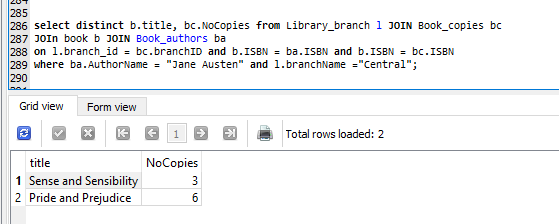 284
285
286 select distinct b.title, bc.NoCopies from Library_branch l JOIN Book_copies bc
287 JOIn book b JOIN Book_authors ba
288 on l.branch_id = bc.branchID and b.ISBN = ba.ISBN and b.ISBN = bc.ISBN
289 where ba.AuthorName = "Jane Austen" and l.branchName ="Central";
290
291
Grid view Form view
1 Total rows loaded: 2
title NoCopies
1 Sense and Sensibility 3
2 Pride and Prejudice 6